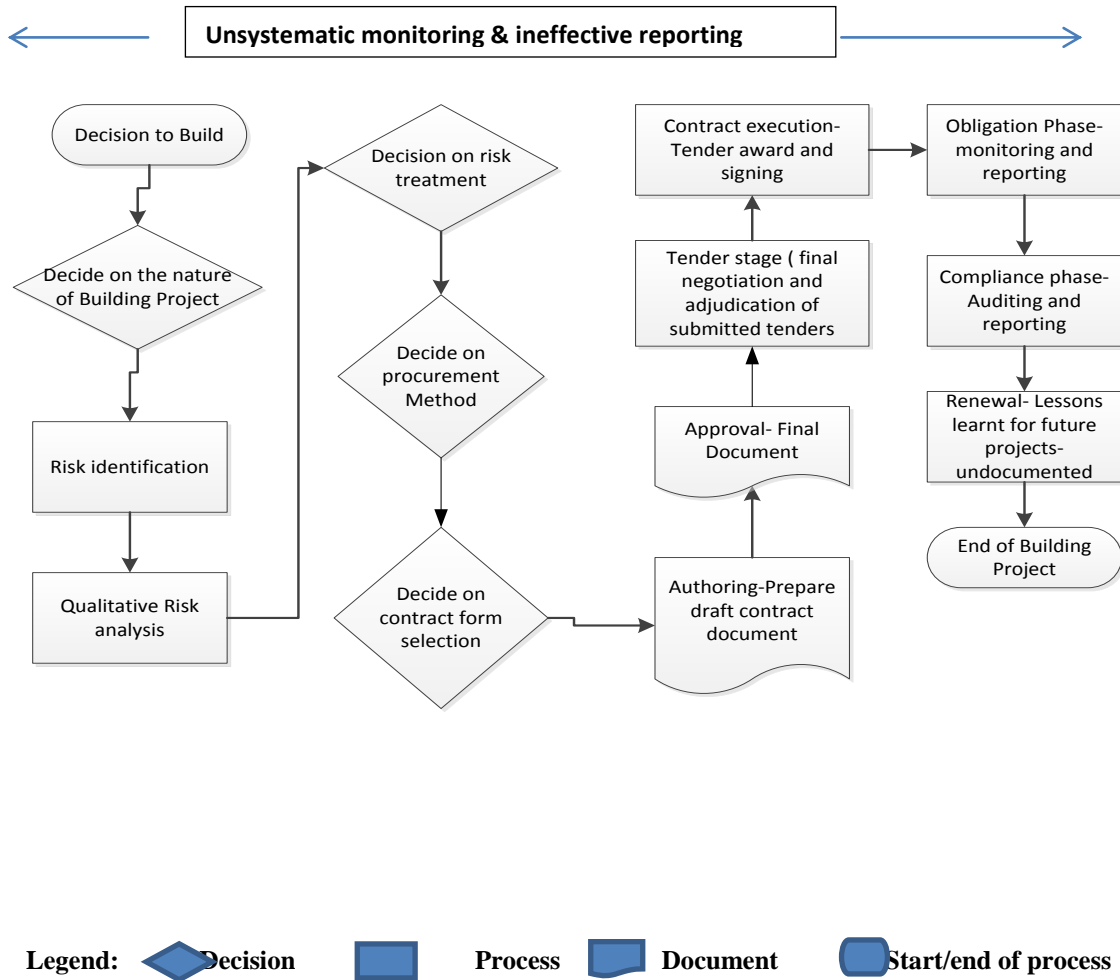 Unsystematic monitoring & ineffective reporting
Decision to Build
Decide on the nature
of Building Project
Risk identification
Qualitative Risk
analysis
Decision on risk
treatment
Decide on
procurement
Method
Decide on
contract form
selection
Authoring-Prepare
draft contract
document
Approval- Final
Document
Tender stage ( final
negotiation and
adjudication of
submitted tenders
Contract execution-
Tender award and
signing
Obligation Phase-
monitoring and
reporting
Compliance phase-
Auditing and
reporting
Renewal- Lessons
learnt for future
projects-
undocumented
End of Building
Project
Legend: Decision Process Document Start/end of process